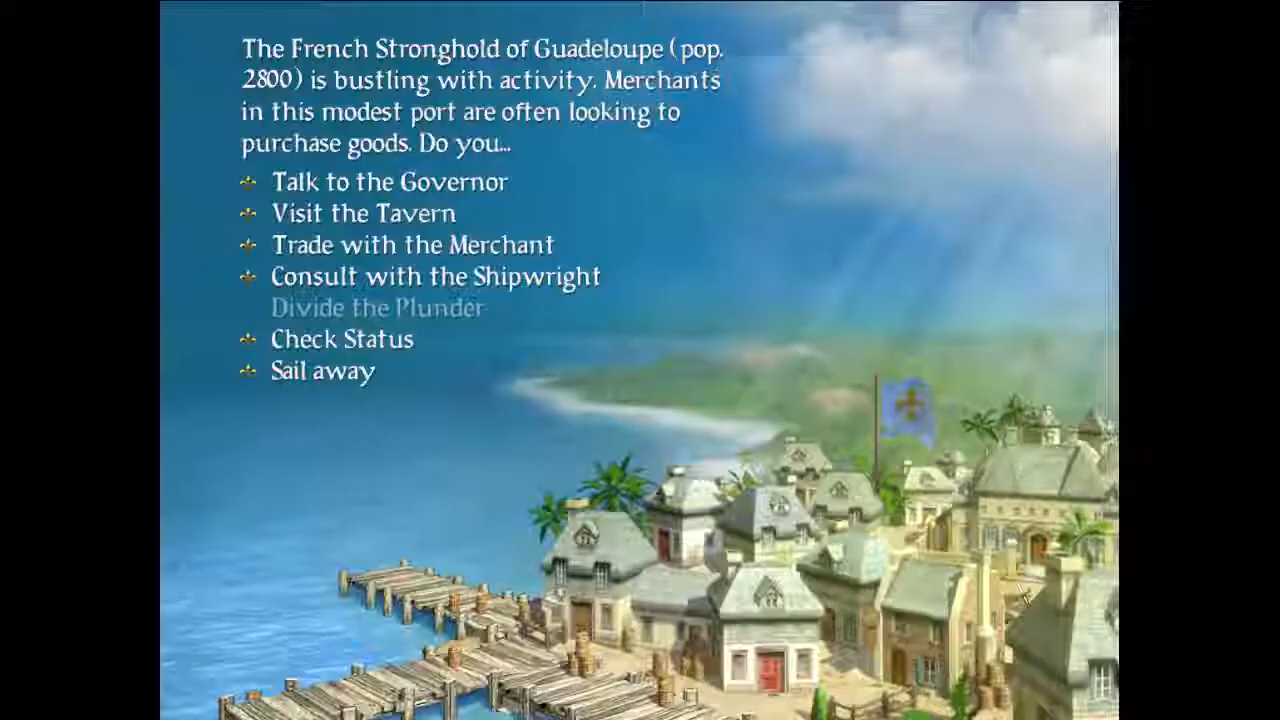 The French Stronghold of Guadeloupe (pop.
2800) is bustling with activity. Merchants
in this modest port are often looking to
purchase goods. Do you...
Talk to the Governor
Visit the Tavern
Trade with the Merchant
Consult with the Shipwright
Divide the Plunder
Check Status
Sail away